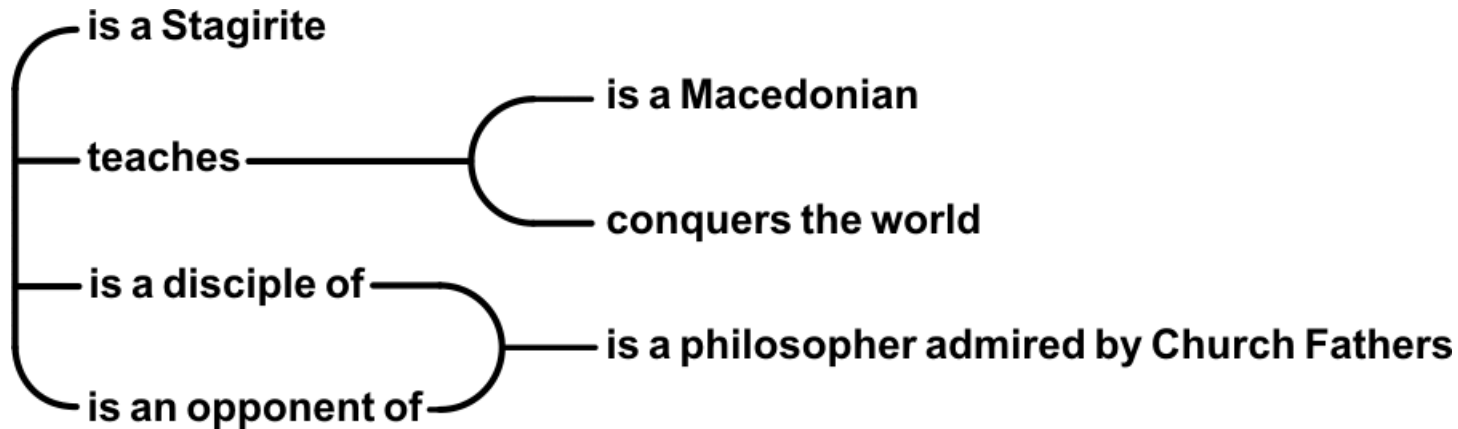 is a Stagirite
is a Macedonian
teaches
conquers the world
is a disciple of
is a philosopher admired by Church Fathers
is an opponent of